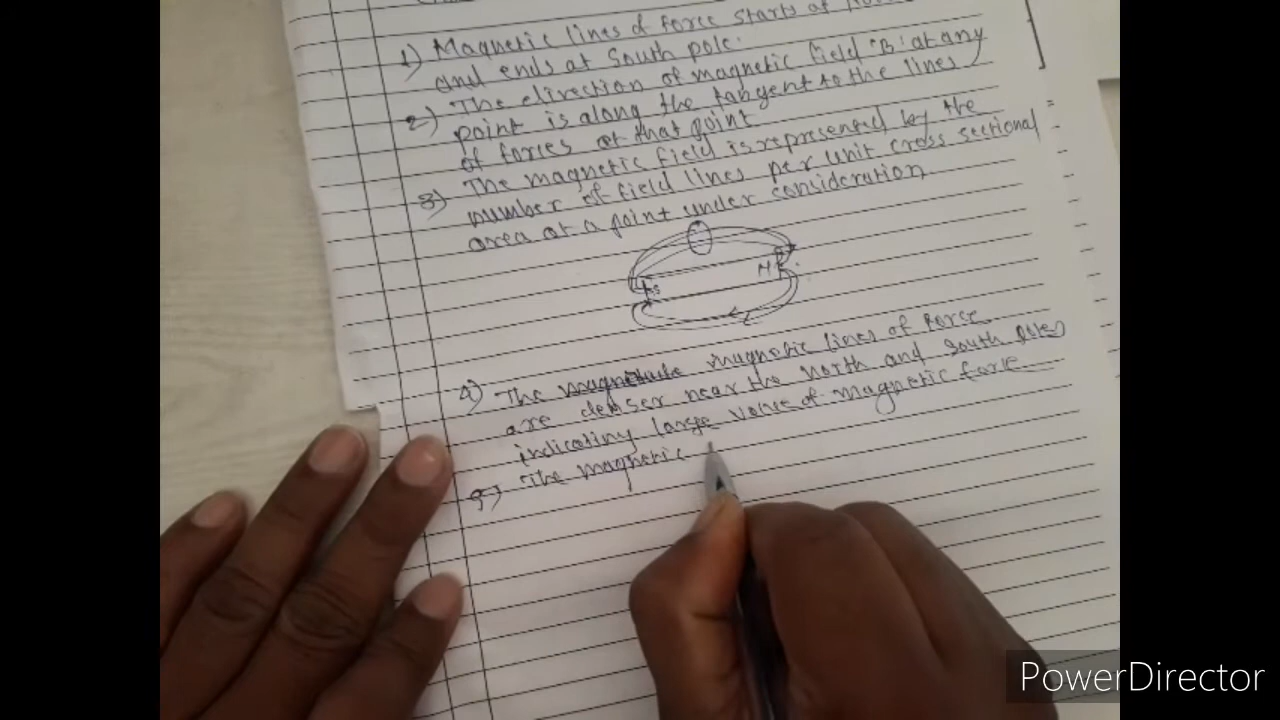 1) Magnetic lines of force starts at
and ends at South pole.
2) The direction of magnetic field 'B' at any
point is along the tangent to the lines
of forces at that point
3) The magnetic field is represented by the
number of field lines per unit cross sectional
area at a point under consideration
N
S
4) The magnetic lines of force
are denser near the north and south poles
indicating large value of magnetic force
5) The magnetic
PowerDirector